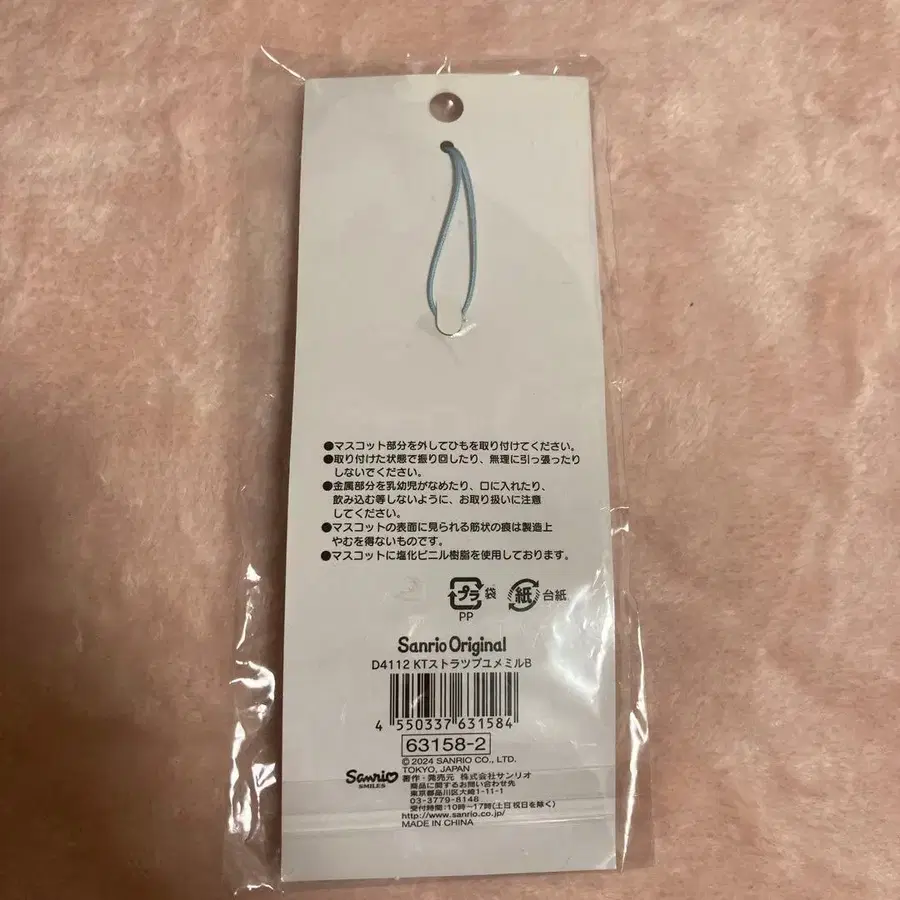 ●マスコット部分を外してひもを取り付けてください。
●取り付けた状態で振り回したり、無理に引っ張ったり
しないでください。
●金属部分を乳幼児がなめたり、口に入れたり、
飲み込む等しないように、お取り扱いに注意
してください。
●マスコットの表面に見られる筋状の痕は製造上
やむを得ないものです。
●マスコットに塩化ビニル樹脂を使用しております。
プラ 袋 紙 台紙
PP
Sanrio Original
D4112 KTストラツプユメミルB
4 550337 631584
63158-2
© 2024 SANRIO CO., LTD.
TOKYO, JAPAN
Sanrio SMILES 著作・発売元 株式会社サンリオ
商品に関するお問い合わせ先
東京都品川区大崎1-11-1
03-3779-8148
受付時間:10時~17時(土日祝日を除く)
http://www.sanrio.co.jp/
MADE IN CHINA